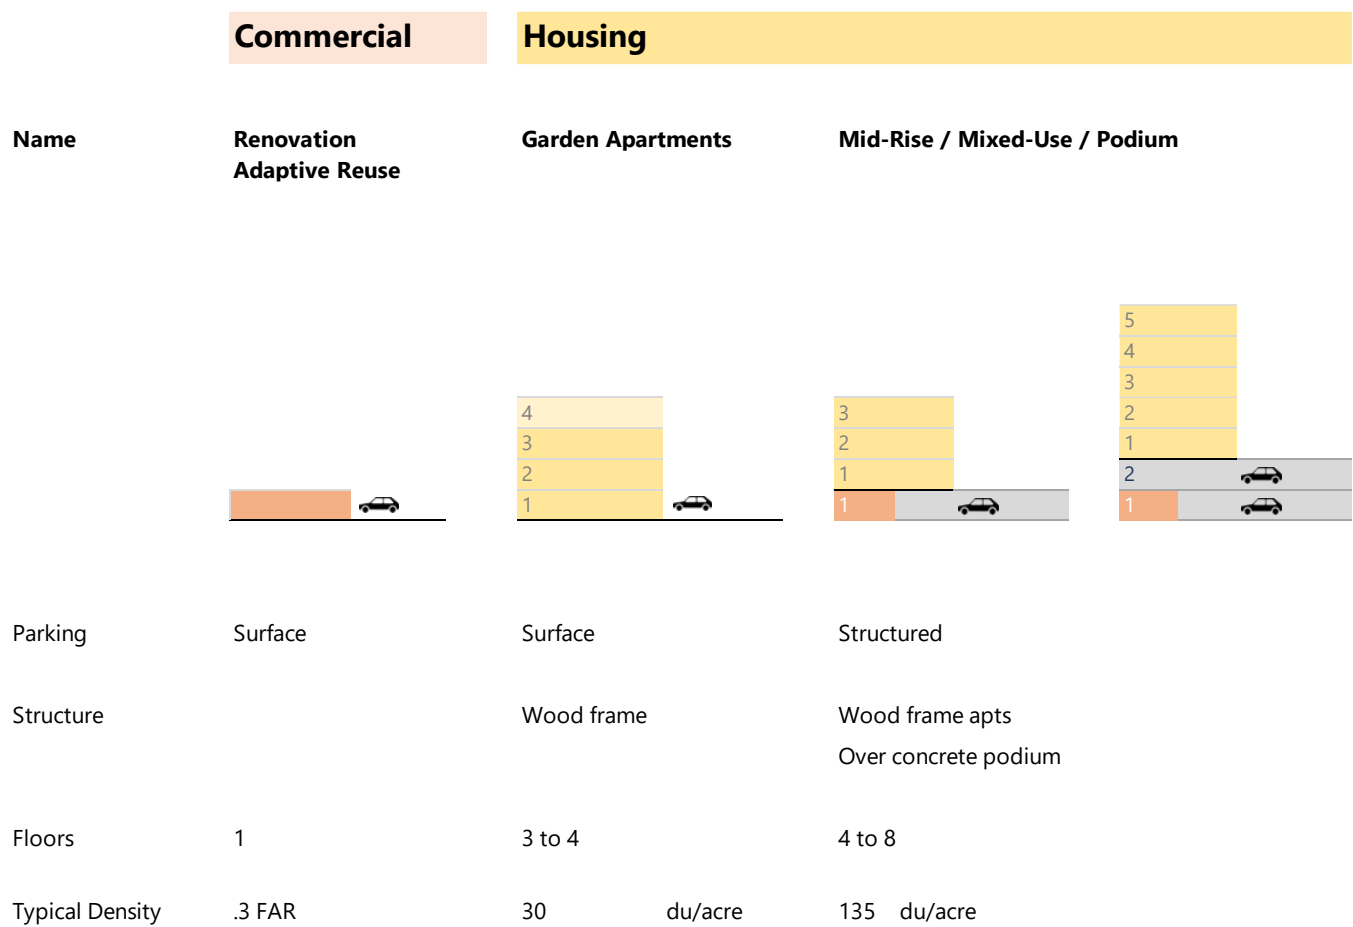 Commercial Housing
Name Renovation Garden Apartments Mid-Rise / Mixed-Use / Podium
Adaptive Reuse
5
4
3
4 3 2
3 2 1
2 1 2
1 1 1
Parking Surface Surface Structured
Structure Wood frame Wood frame apts
Over concrete podium
Floors 1 3 to 4 4 to 8
Typical Density .3 FAR 30 du/acre 135 du/acre